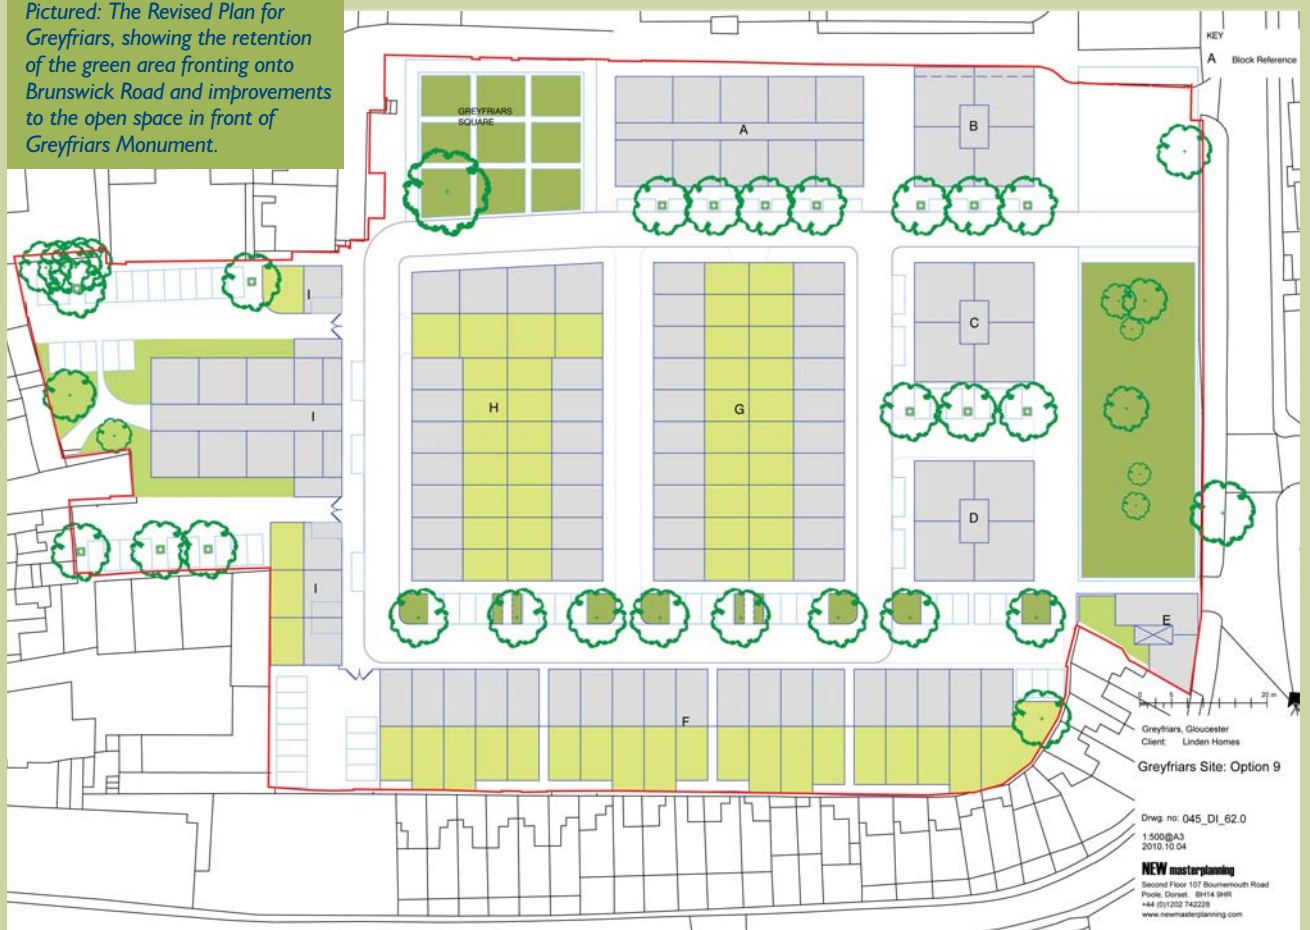 Pictured: The Revised Plan for
Greyfriars, showing the retention
of the green area fronting onto
Brunswick Road and improvements
to the open space in front of
Greyfriars Monument.
KEY
A Block Reference
GREYFRIARS
SQUARE
A
B
I
C
H
G
I
D
I
E
F
0 5 20 m
Greyfriars, Gloucester
Client: Linden Homes
Greyfriars Site: Option 9
Drwg. no: 045_DI_62.0
1:500@A3
2010.10.04
NEW masterplanning
Second Floor 107 Bournemouth Road
Poole, Dorset. BH14 9HR
+44 (0)1202 742228
www.newmasterplanning.com